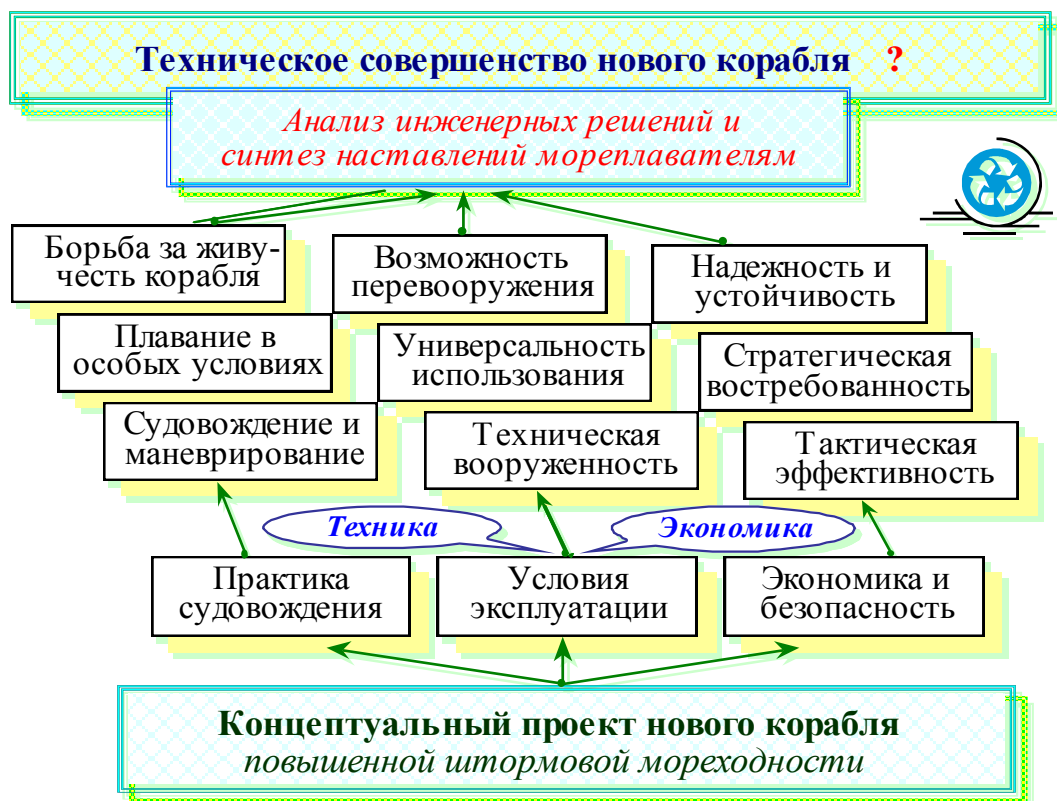 Техническое совершенство нового корабля ?
Анализ инженерных решений и
синтез наставлений мореплавателям
Борьба за живу-
честь корабля
Возможность
перевооружения
Надежность и
устойчивость
Плавание в
особых условиях
Универсальность
использования
Стратегическая
востребованность
Судовождение и
маневрирование
Техническая
вооруженность
Тактическая
эффективность
Техника
Экономика
Практика
судовождения
Условия
эксплуатации
Экономика и
безопасность
Концептуальный проект нового корабля
повышенной штормовой мореходности